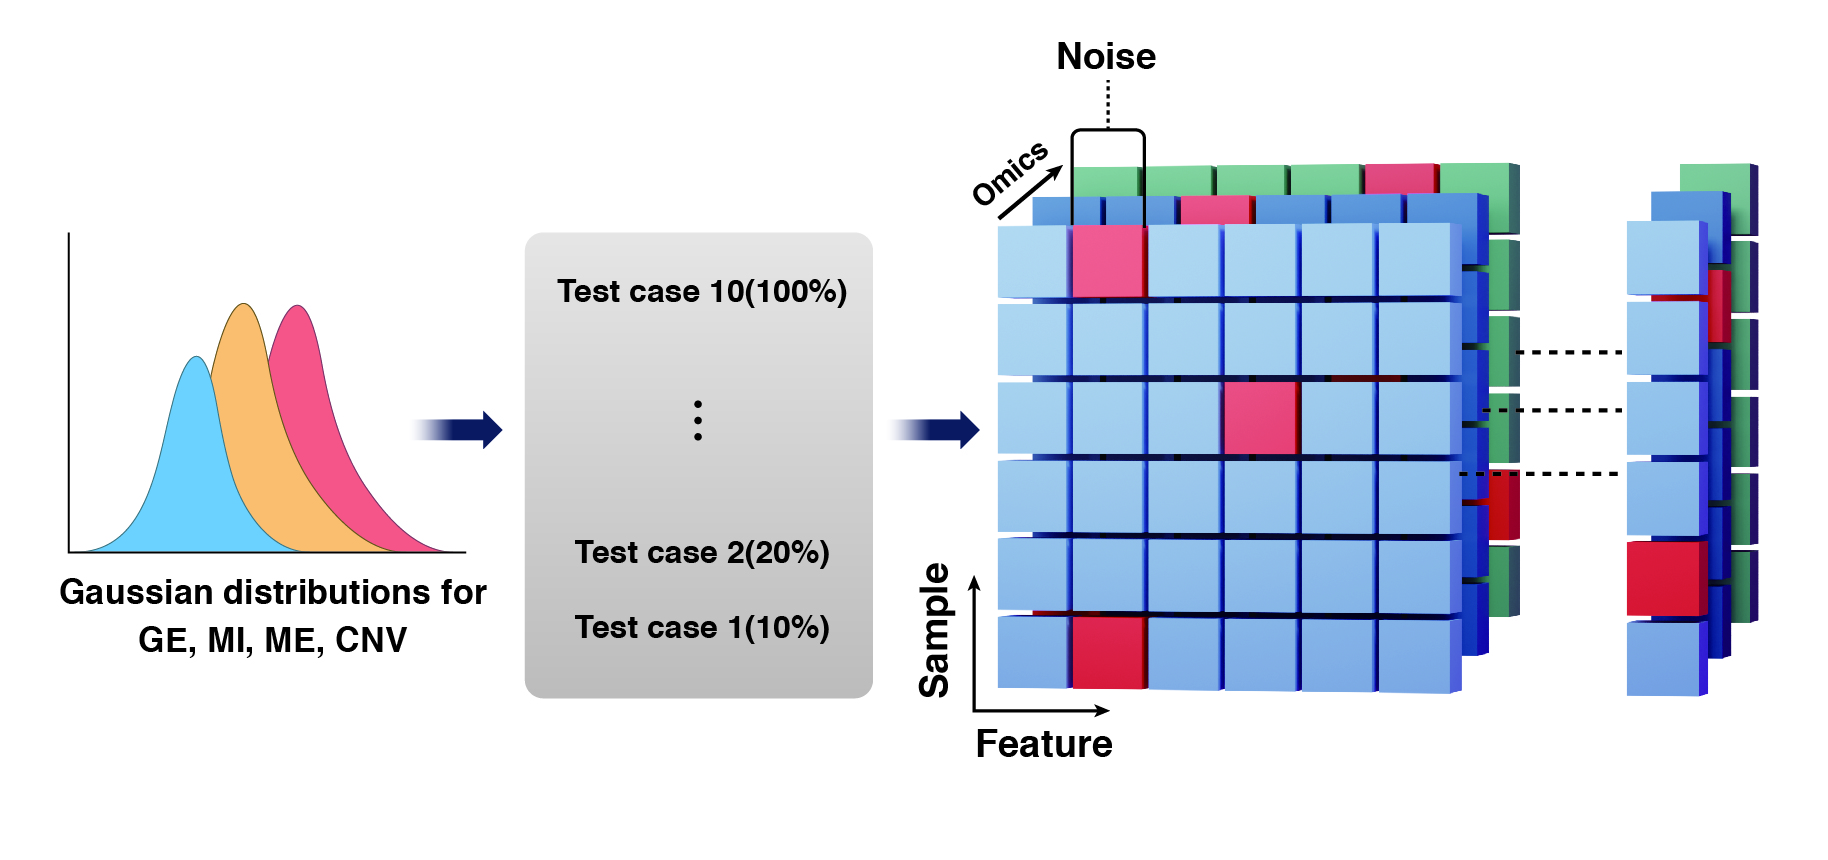 Noise
Omics
Test case 10(100%)
Test case 2(20%)
Test case 1(10%)
Gaussian distributions for
GE, MI, ME, CNV
Sample
Feature